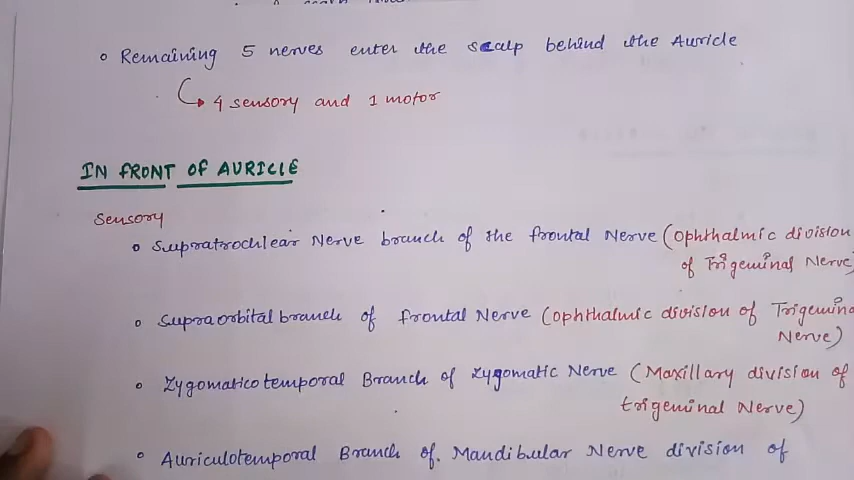 • Remaining 5 nerves enter the scalp behind the Auricle
↳ 4 sensory and 1 motor
IN FRONT OF AURICLE
Sensory
• Supratrochlear Nerve branch of the frontal Nerve (Ophthalmic division
of Trigeminal Nerve)
• Supraorbital branch of frontal Nerve (Ophthalmic division of Trigemina
Nerve)
• Zygomaticotemporal Branch of Zygomatic Nerve (Maxillary division of
trigeminal Nerve)
• Auriculotemporal Branch of. Mandibular Nerve division of